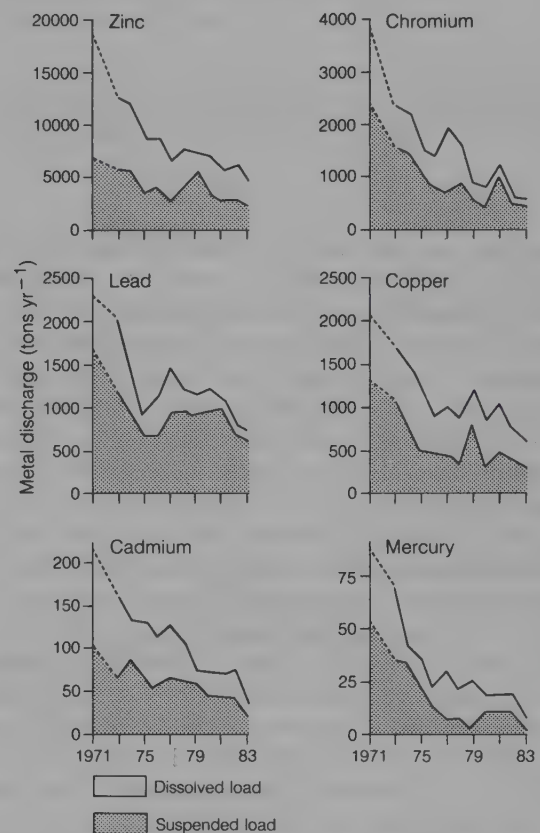 Zinc
20000
15000
10000
5000
0
Chromium
4000
3000
2000
1000
0
Metal discharge (tons yr⁻¹)
Lead
2500
2000
1500
1000
500
0
Copper
2500
2000
1500
1000
500
0
Cadmium
200
150
100
50
0
1971 75 79 83
Mercury
75
50
25
0
1971 75 79 83
Dissolved load
Suspended load